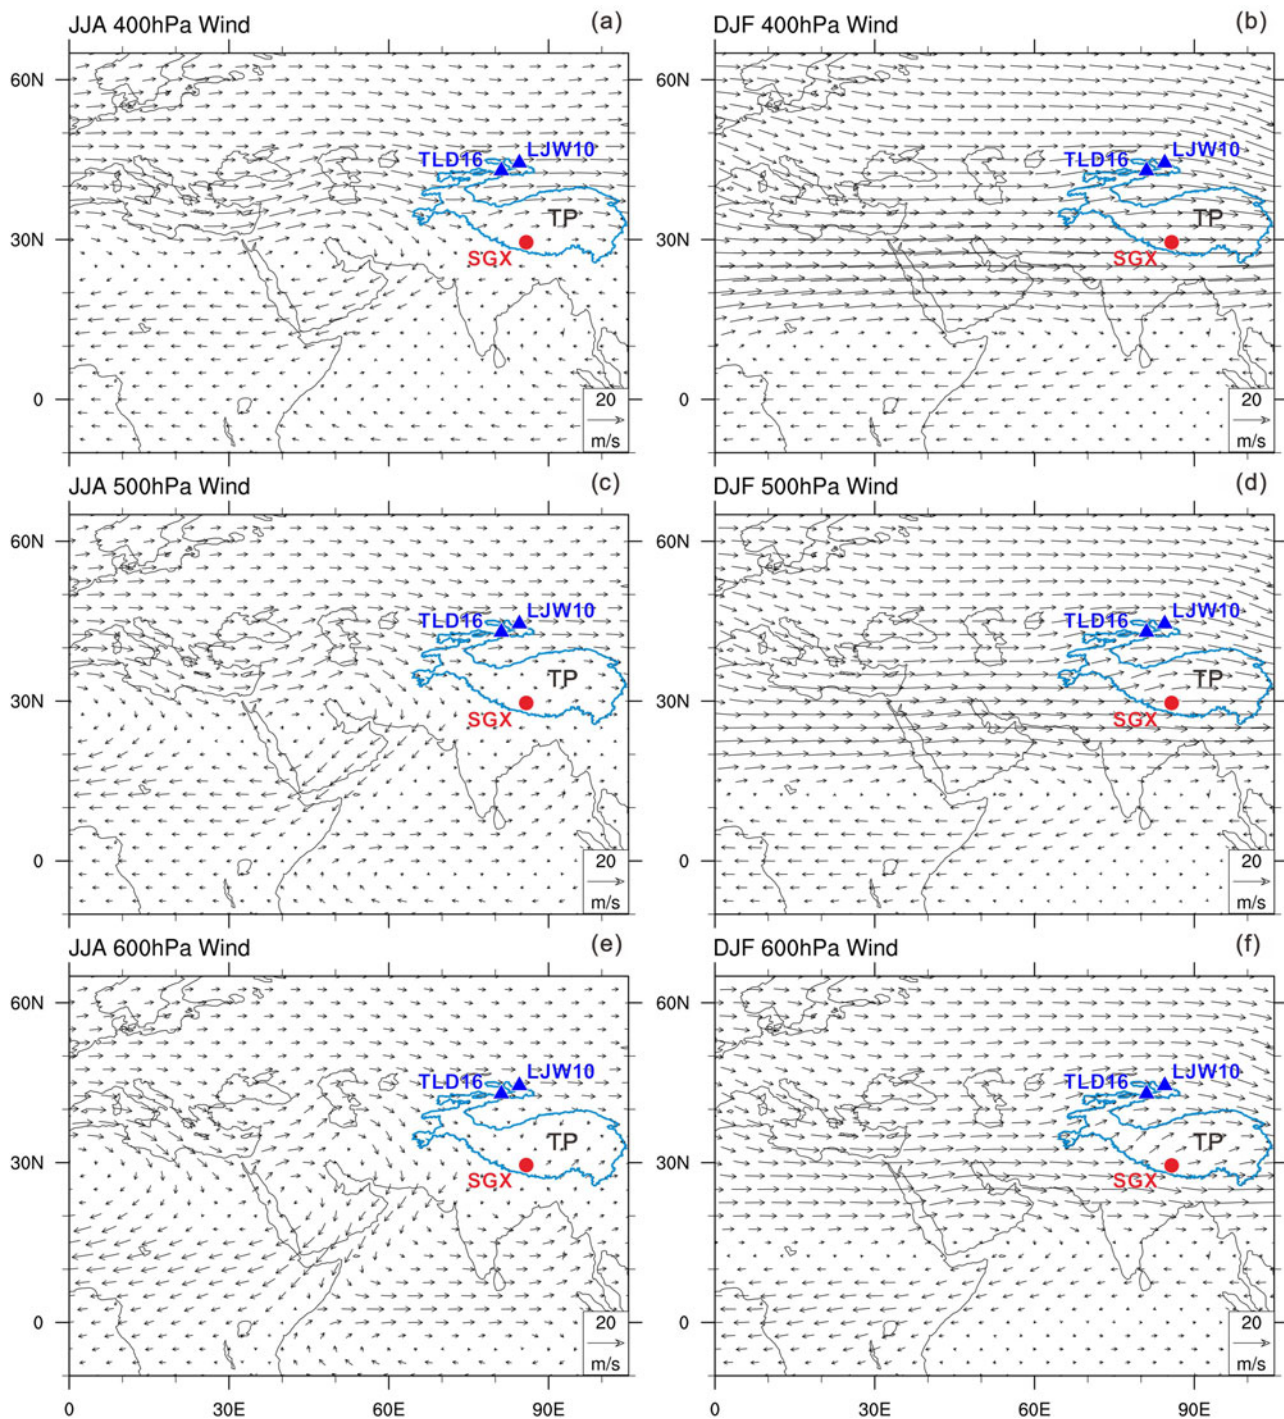 JJA 400hPa Wind (a)
60N
30N
0
TLD16
LJW10
TP
SGX
20
m/s
DJF 400hPa Wind (b)
60N
30N
0
TLD16
LJW10
TP
SGX
20
m/s
JJA 500hPa Wind (c)
60N
30N
0
TLD16
LJW10
TP
SGX
20
m/s
DJF 500hPa Wind (d)
60N
30N
0
TLD16
LJW10
TP
SGX
20
m/s
JJA 600hPa Wind (e)
60N
30N
0
TLD16
LJW10
TP
SGX
20
m/s
0 30E 60E 90E
DJF 600hPa Wind (f)
60N
30N
0
TLD16
LJW10
TP
SGX
20
m/s
0 30E 60E 90E